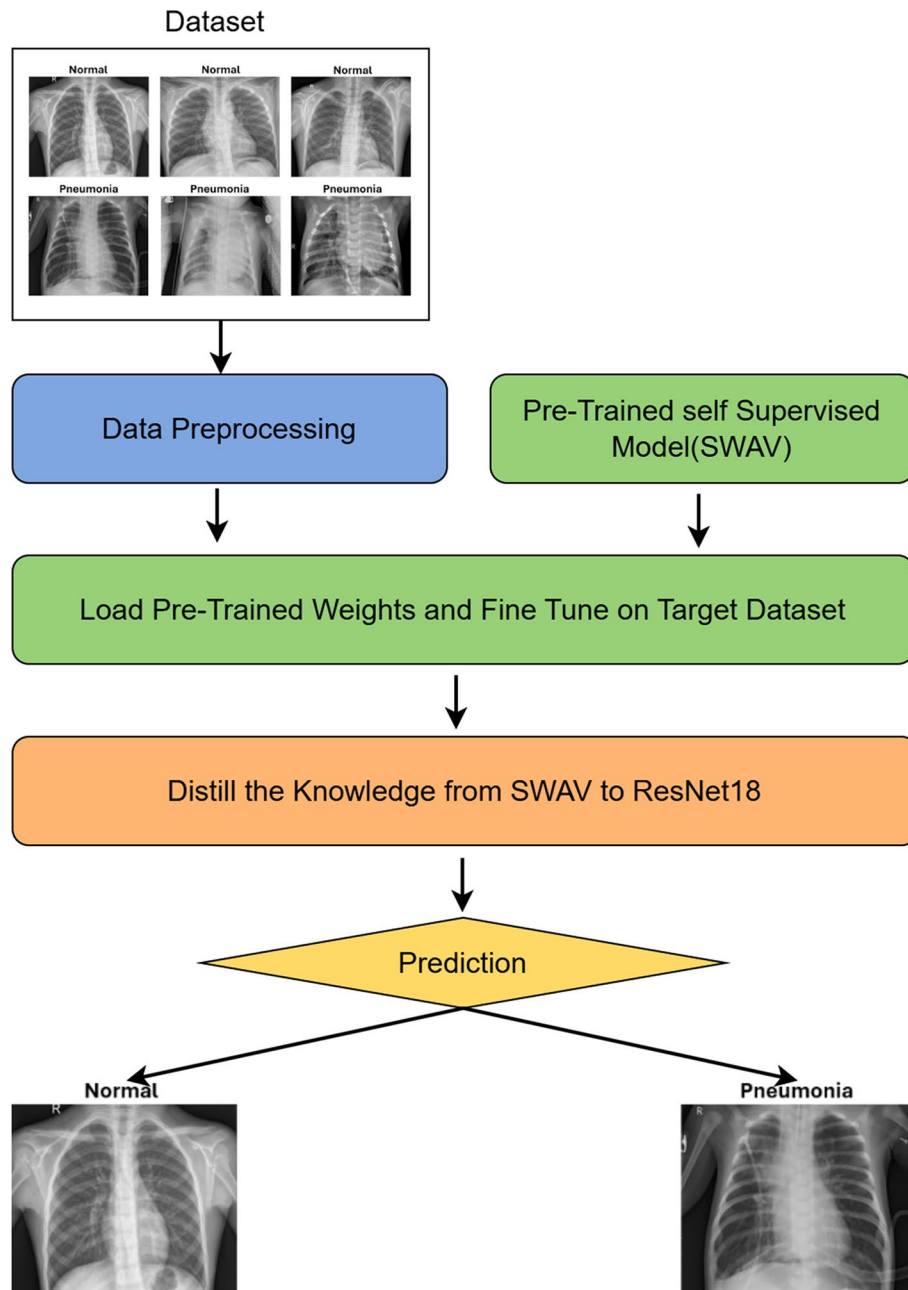 Dataset
Normal Normal Normal
R
Pneumonia Pneumonia Pneumonia
R
Data Preprocessing
Pre-Trained self Supervised
Model(SWAV)
Load Pre-Trained Weights and Fine Tune on Target Dataset
Distill the Knowledge from SWAV to ResNet18
Prediction
Normal
R
Pneumonia
R